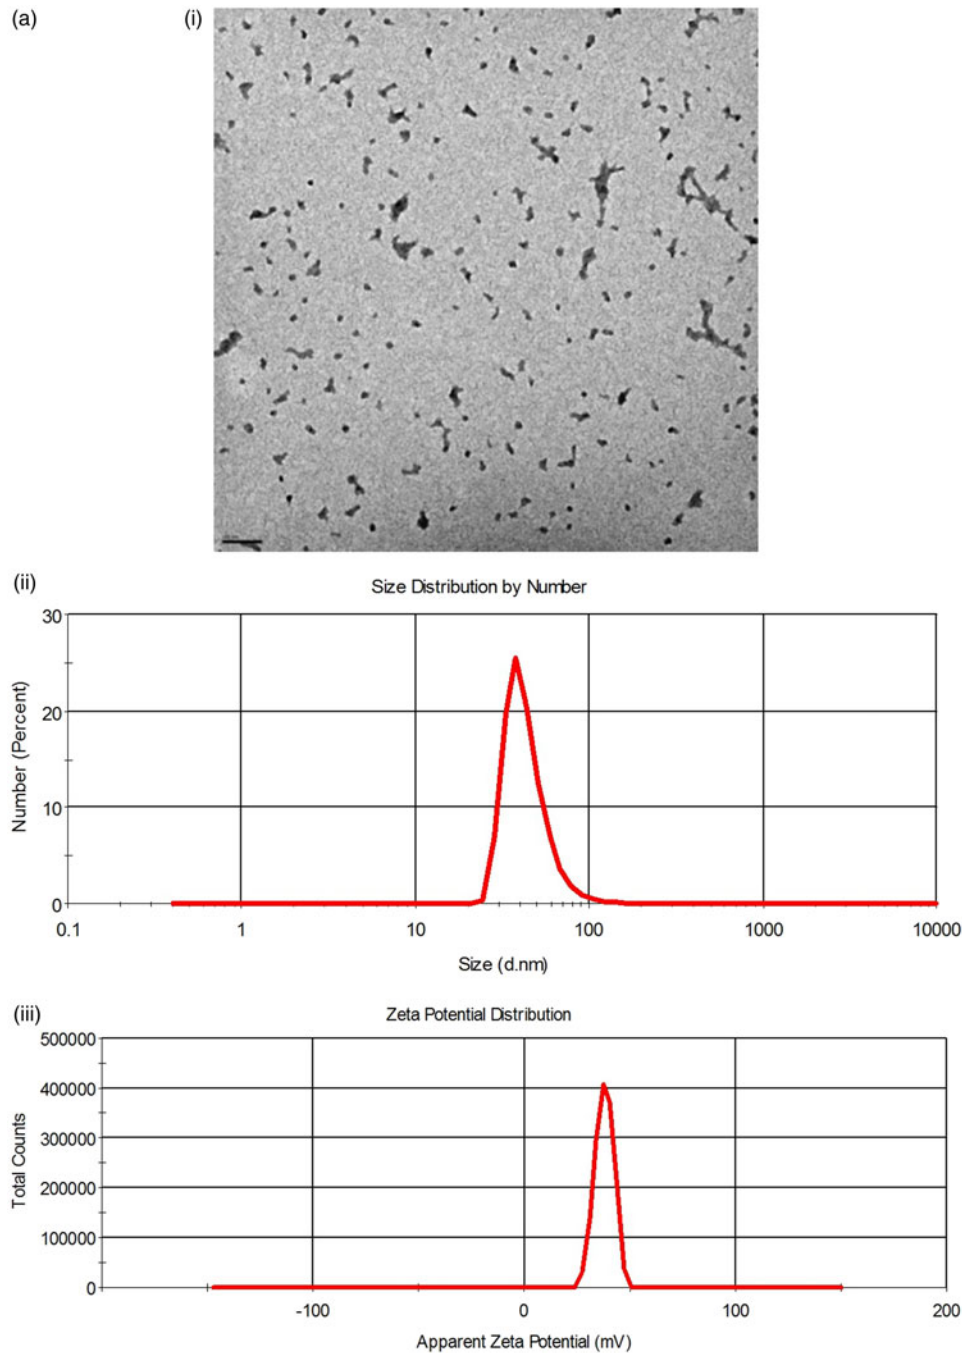 (a)
(i)
(ii)
Size Distribution by Number
30
20
10
0
Number (Percent)
0.1 1 10 100 1000 10000
Size (d.nm)
(iii)
Zeta Potential Distribution
500000
400000
300000
200000
100000
0
Total Counts
-100 0 100 200
Apparent Zeta Potential (mV)